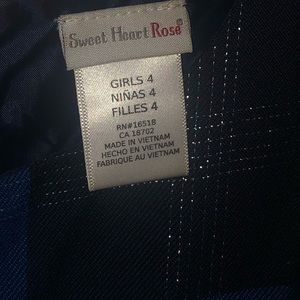 Sweet Heart Rose®
GIRLS 4
NIÑAS 4
FILLES 4
RN#16518
CA 18702
MADE IN VIETNAM
HECHO EN VIETNAM
FABRIQUE AU VIETNAM